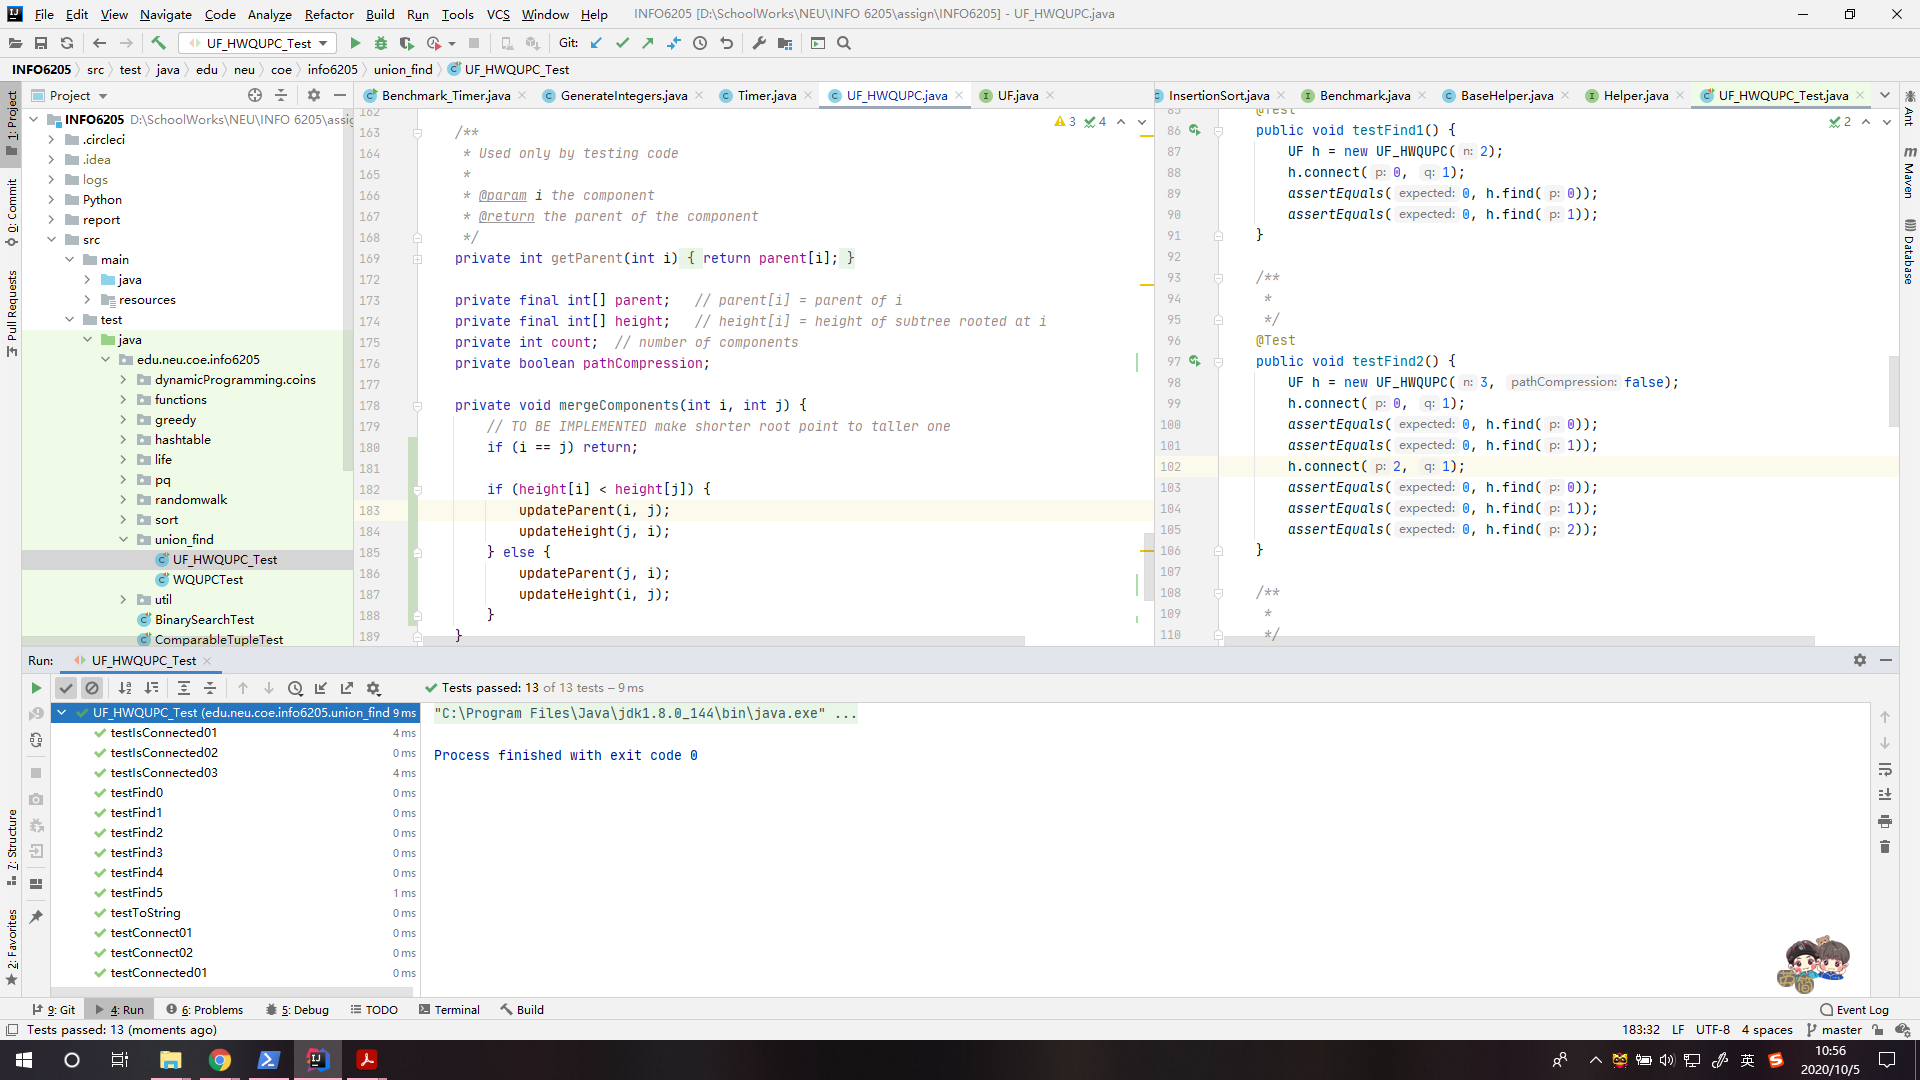 File Edit View Navigate Code Analyze Refactor Build Run Tools VCS Window Help INFO6205 [D:\SchoolWorks\NEU\INFO 6205\assign\INFO6205] - UF_HWQUPC.java
UF_HWQUPC_Test Git:
INFO6205 src test java edu neu coe info6205 union_find UF_HWQUPC_Test
Project
Benchmark_Timer.java GenerateIntegers.java Timer.java UF_HWQUPC.java UF.java
InsertionSort.java Benchmark.java BaseHelper.java Helper.java UF_HWQUPC_Test.java
1: Project
0: Commit
Pull Requests
7: Structure
2: Favorites
INFO6205 D:\SchoolWorks\NEU\INFO 6205\assig
.circleci
.idea
logs
Python
report
src
main
java
resources
test
java
edu.neu.coe.info6205
dynamicProgramming.coins
functions
greedy
hashtable
life
pq
randomwalk
sort
union_find
UF_HWQUPC_Test
WQUPCTest
util
BinarySearchTest
ComparableTupleTest
3 4
162
163 /**
164 * Used only by testing code
165 *
166 * @param i the component
167 * @return the parent of the component
168 */
169 private int getParent(int i) { return parent[i]; }
172
173 private final int[] parent; // parent[i] = parent of i
174 private final int[] height; // height[i] = height of subtree rooted at i
175 private int count; // number of components
176 private boolean pathCompression;
177
178 private void mergeComponents(int i, int j) {
179 // TO BE IMPLEMENTED make shorter root point to taller one
180 if (i == j) return;
181
182 if (height[i] < height[j]) {
183 updateParent(i, j);
184 updateHeight(j, i);
185 } else {
186 updateParent(j, i);
187 updateHeight(i, j);
188 }
189 }
2
85 @Test
86 public void testFind1() {
87 UF h = new UF_HWQUPC( n: 2);
88 h.connect( p: 0, q: 1);
89 assertEquals( expected: 0, h.find( p: 0));
90 assertEquals( expected: 0, h.find( p: 1));
91 }
92
93 /**
94 *
95 */
96 @Test
97 public void testFind2() {
98 UF h = new UF_HWQUPC( n: 3, pathCompression: false);
99 h.connect( p: 0, q: 1);
100 assertEquals( expected: 0, h.find( p: 0));
101 assertEquals( expected: 0, h.find( p: 1));
102 h.connect( p: 2, q: 1);
103 assertEquals( expected: 0, h.find( p: 0));
104 assertEquals( expected: 0, h.find( p: 1));
105 assertEquals( expected: 0, h.find( p: 2));
106 }
107
108 /**
109 *
110 */
Ant
Maven
Database
Run: UF_HWQUPC_Test
Tests passed: 13 of 13 tests – 9 ms
UF_HWQUPC_Test (edu.neu.coe.info6205.union_find 9 ms
testIsConnected01 4 ms
testIsConnected02 0 ms
testIsConnected03 4 ms
testFind0 0 ms
testFind1 0 ms
testFind2 0 ms
testFind3 0 ms
testFind4 0 ms
testFind5 1 ms
testToString 0 ms
testConnect01 0 ms
testConnect02 0 ms
testConnected01 0 ms
"C:\Program Files\Java\jdk1.8.0_144\bin\java.exe" ...
Process finished with exit code 0
9: Git 4: Run 6: Problems 5: Debug TODO Terminal Build Event Log
Tests passed: 13 (moments ago) 183:32 LF UTF-8 4 spaces master
英
10:56
2020/10/5